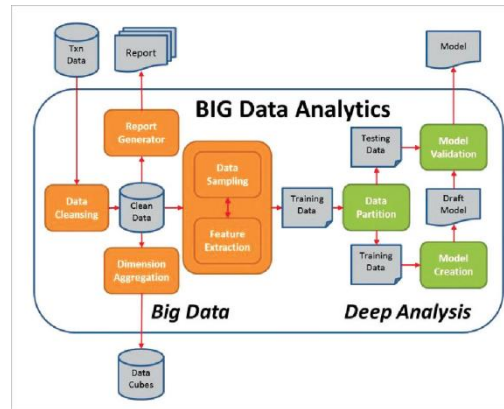 Txn
Data
Report
Model
BIG Data Analytics
Report
Generator
Data
Sampling
Testing
Data
Model
Validation
Data
Cleansing
Clean
Data
Feature
Extraction
Training
Data
Data
Partition
Draft
Model
Dimension
Aggregation
Training
Data
Model
Creation
Big Data
Deep Analysis
Data
Cubes